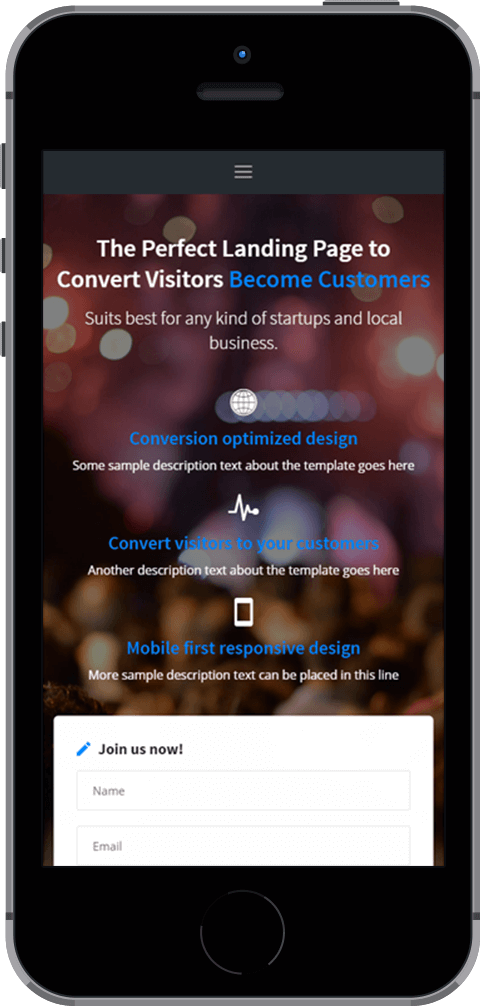 The Perfect Landing Page to
Convert Visitors Become Customers
Suits best for any kind of startups and local
business.
Conversion optimized design
Some sample description text about the template goes here
Convert visitors to your customers
Another description text about the template goes here
Mobile first responsive design
More sample description text can be placed in this line
Join us now!
Name
Email